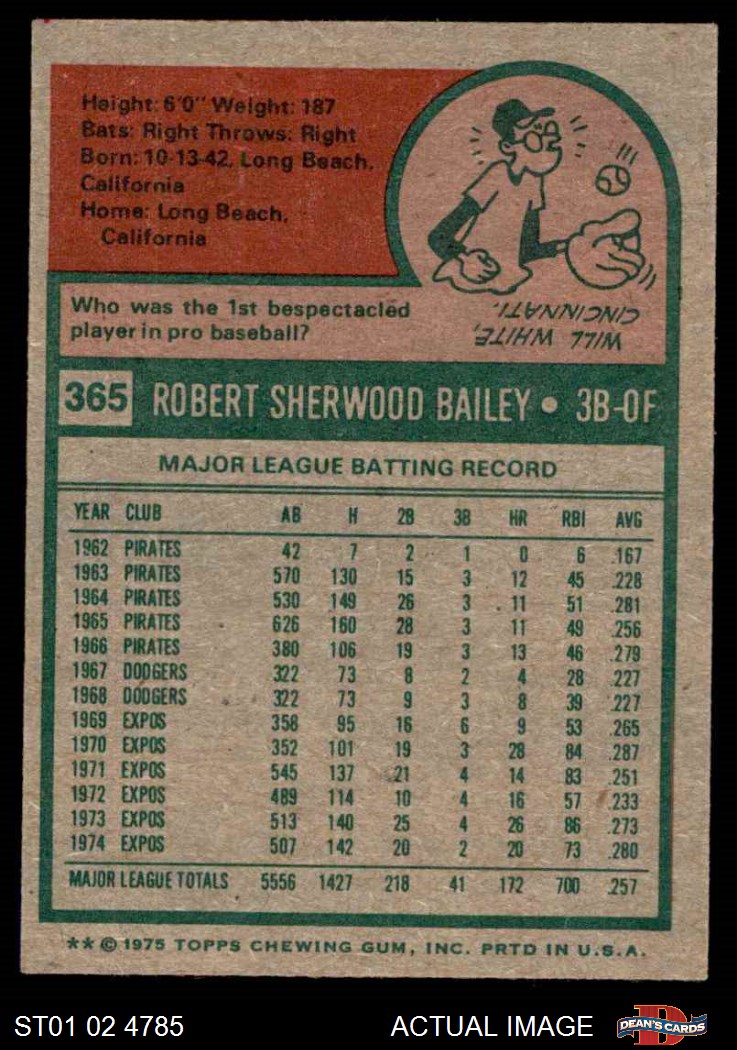 Height: 6'0" Weight: 187
Bats: Right Throws: Right
Born: 10-13-42, Long Beach,
California
Home: Long Beach,
California
Who was the 1st bespectacled
player in pro baseball?
WILL WHITE,
CINCINNATI.
365 ROBERT SHERWOOD BAILEY • 3B-OF
MAJOR LEAGUE BATTING RECORD
YEAR CLUB AB H 2B 3B HR RBI AVG
1962 PIRATES 42 7 2 1 0 6 .167
1963 PIRATES 570 130 15 3 12 45 .228
1964 PIRATES 530 149 26 3 11 51 .281
1965 PIRATES 626 160 28 3 11 49 .256
1966 PIRATES 380 106 19 3 13 46 .279
1967 DODGERS 322 73 8 2 4 28 .227
1968 DODGERS 322 73 9 3 8 39 .227
1969 EXPOS 358 95 16 6 9 53 .265
1970 EXPOS 352 101 19 3 28 84 .287
1971 EXPOS 545 137 21 4 14 83 .251
1972 EXPOS 489 114 10 4 16 57 .233
1973 EXPOS 513 140 25 4 26 86 .273
1974 EXPOS 507 142 20 2 20 73 .280
MAJOR LEAGUE TOTALS 5556 1427 218 41 172 700 .257
** © 1975 TOPPS CHEWING GUM, INC. PRTD IN U.S.A.
ST01 02 4785 ACTUAL IMAGE D DEAN'S CARDS